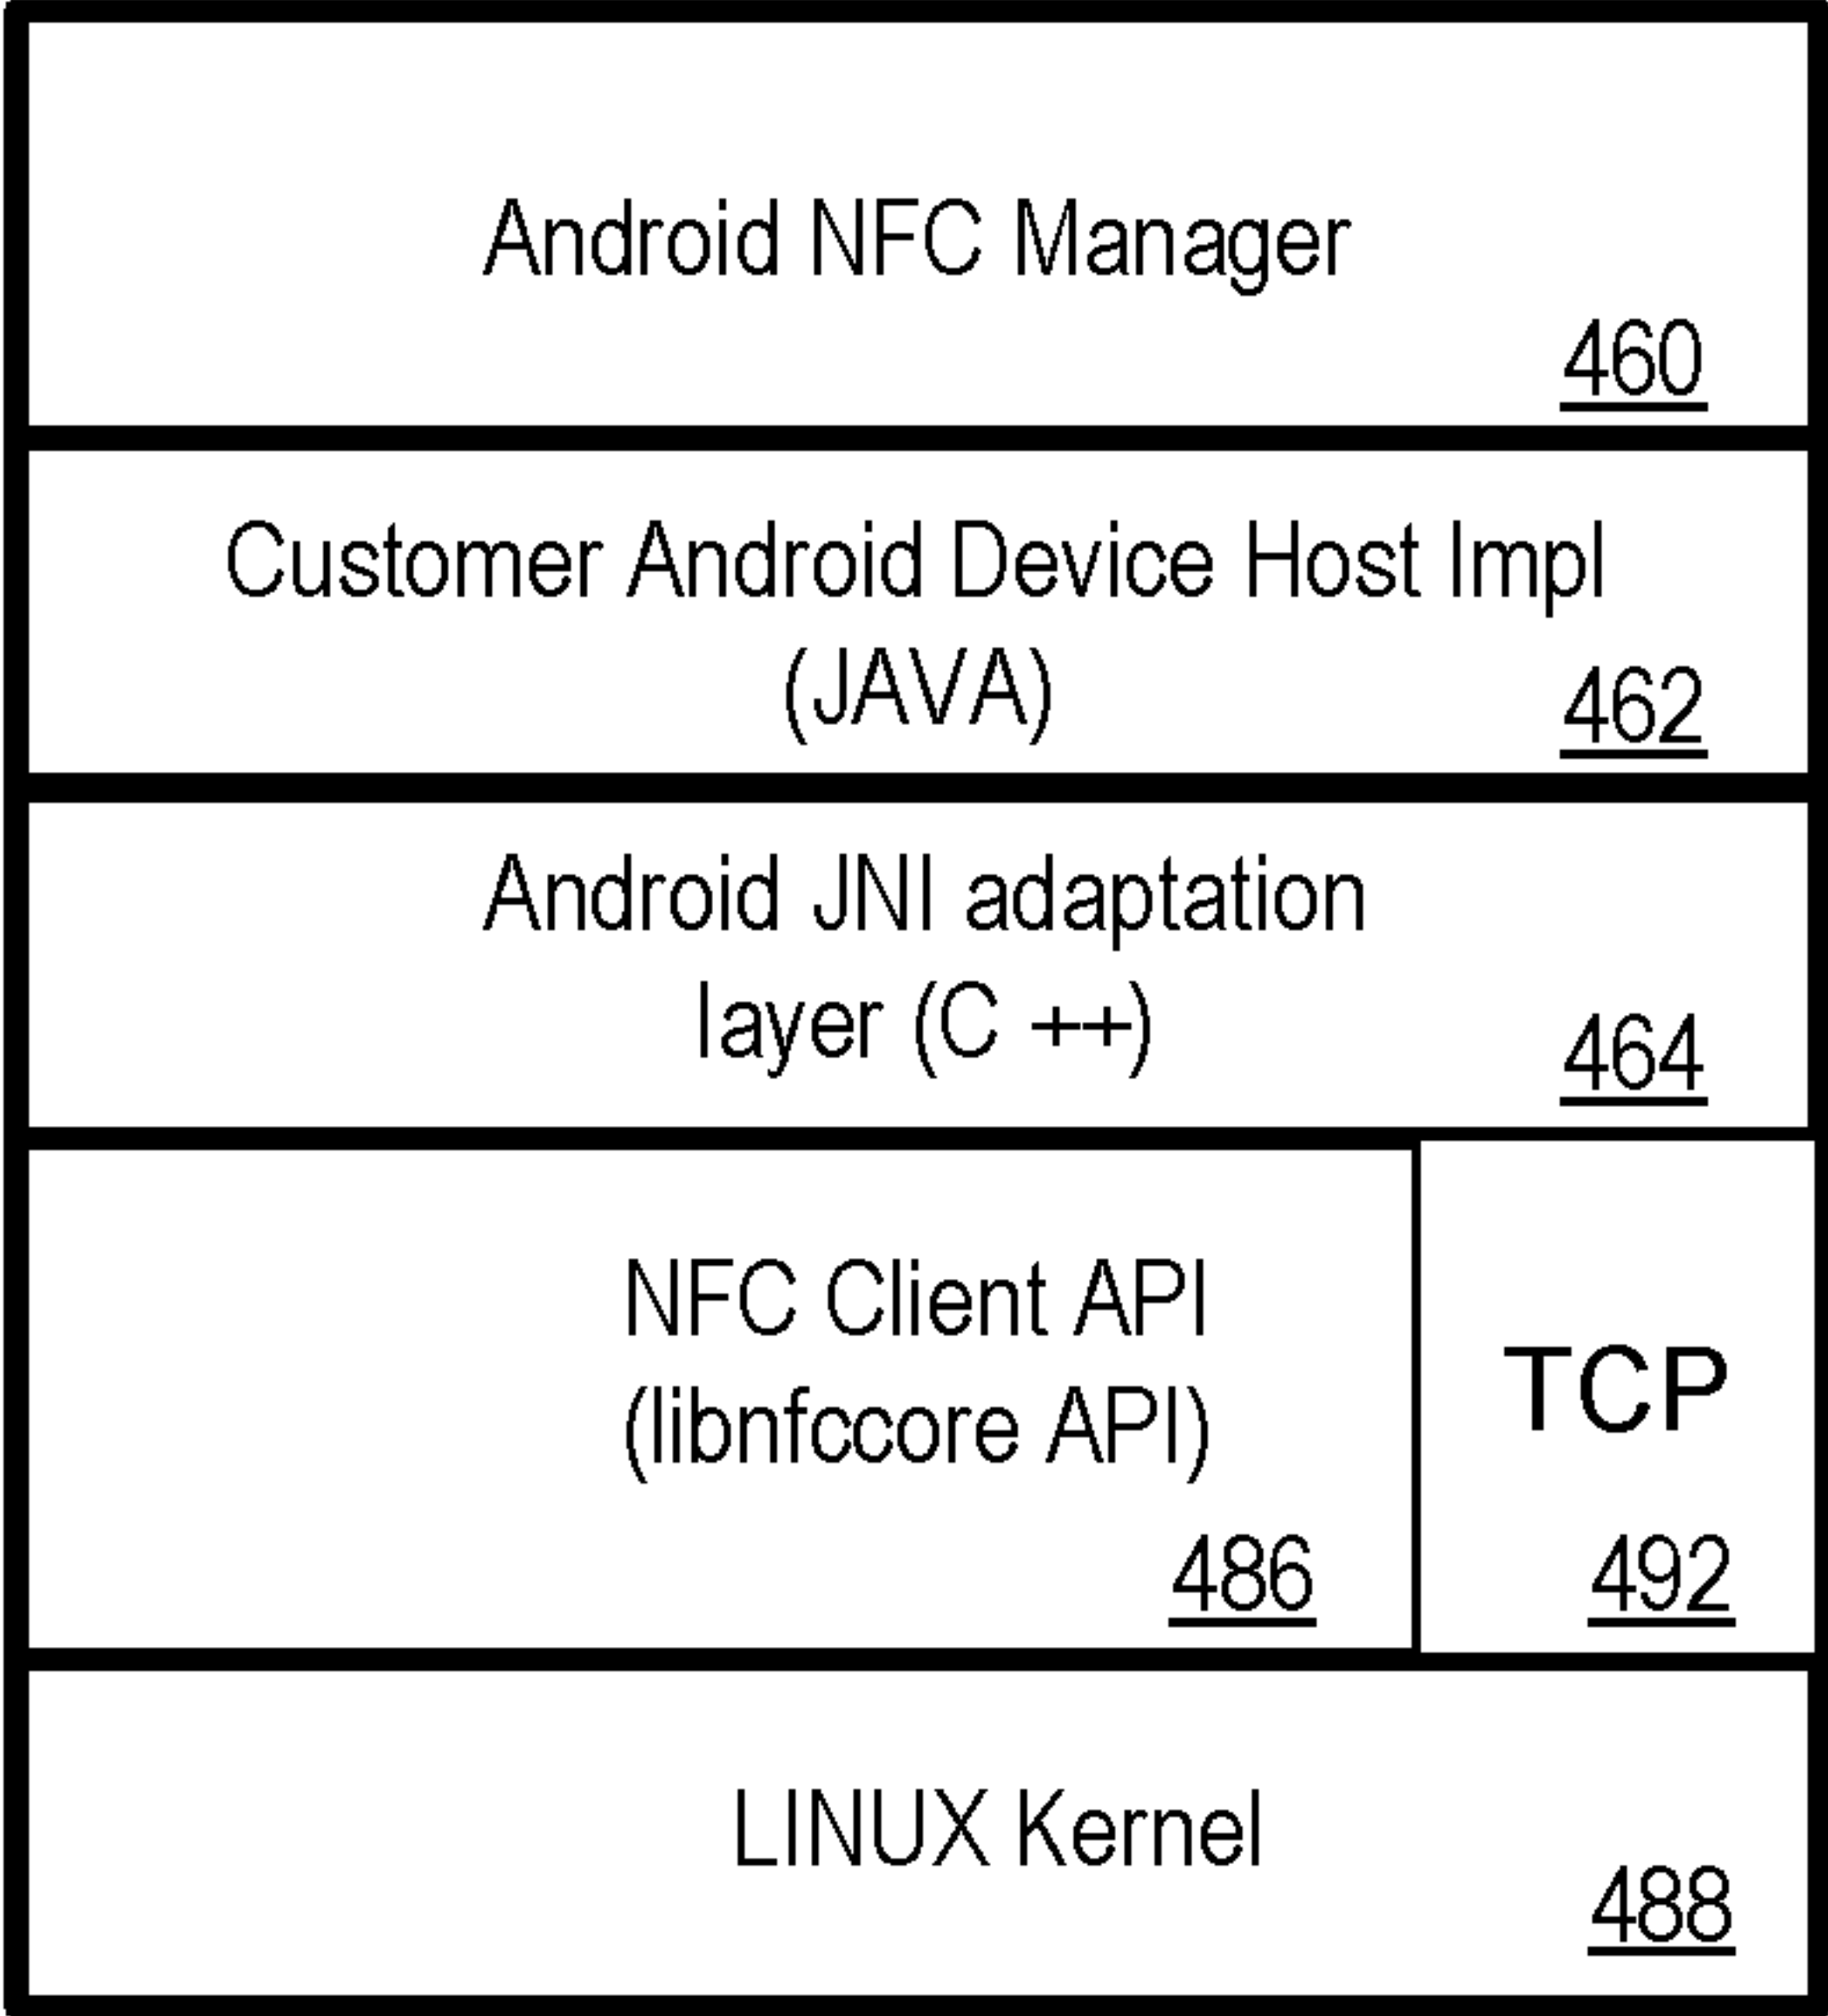 Android NFC Manager
460
Customer Android Device Host Impl
(JAVA)
462
Android JNI adaptation
layer (C ++)
464
NFC Client API
(libnfccore API)
486
TCP
492
LINUX Kernel
488